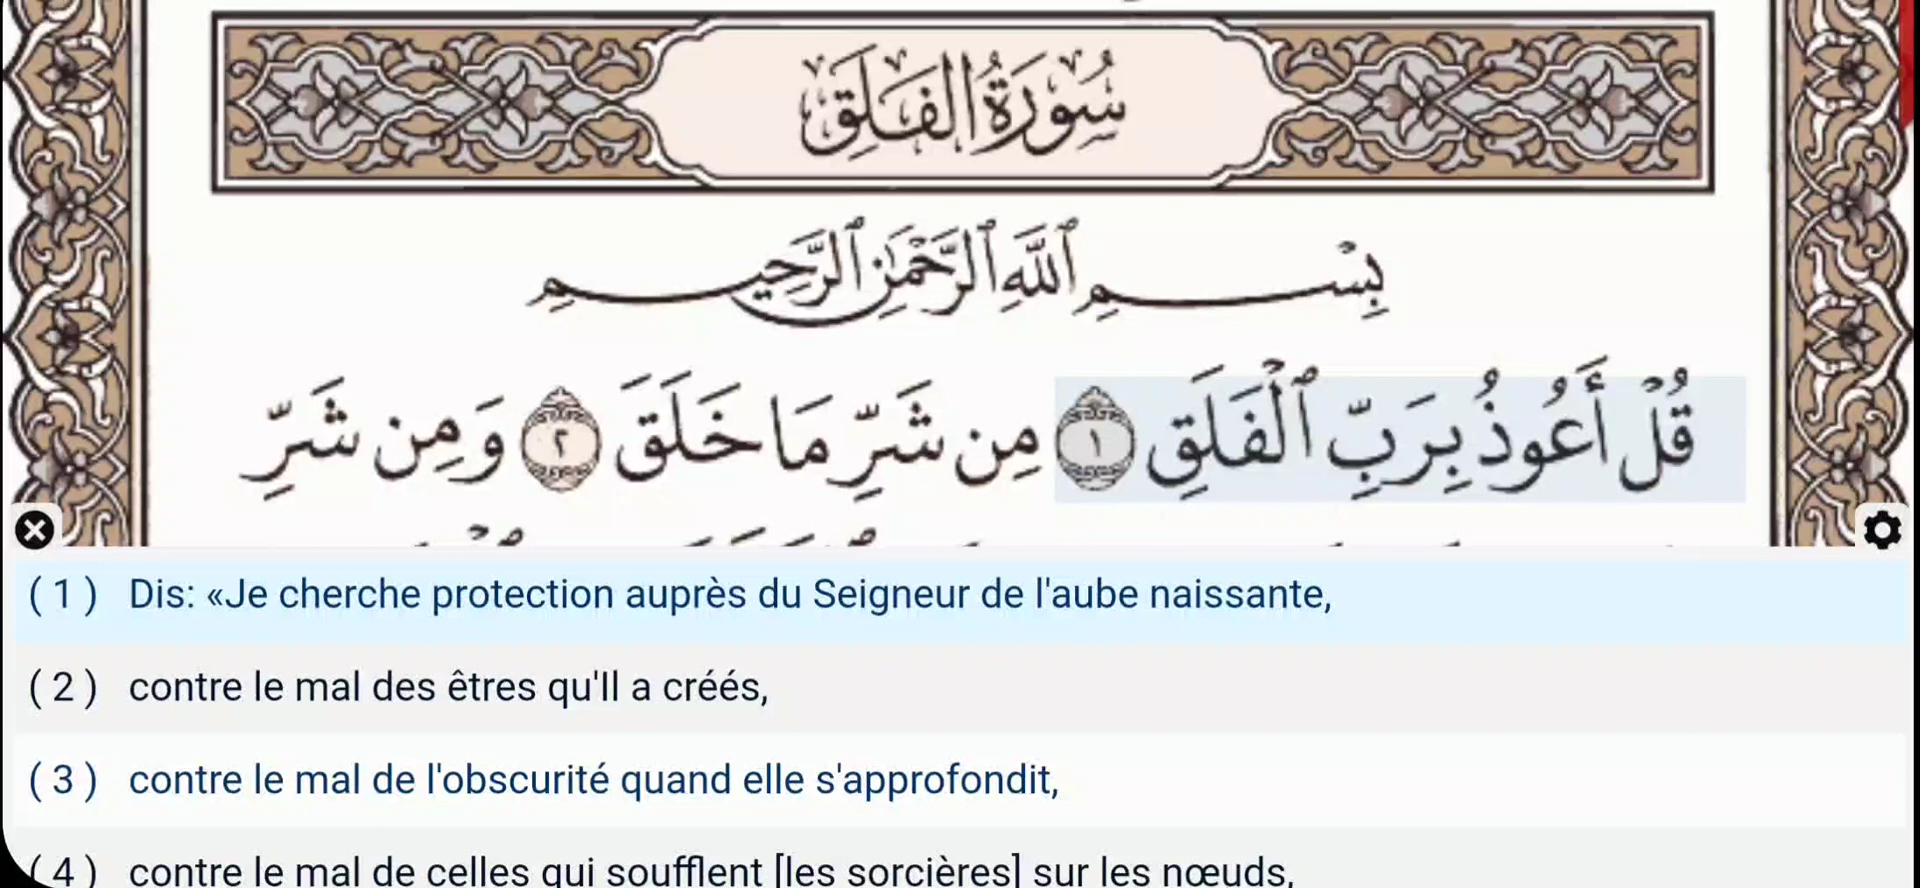 سُورَةُ الفَلَقِ
بِسْمِ ٱللَّهِ ٱلرَّحْمَٰنِ ٱلرَّحِيمِ
قُلْ أَعُوذُ بِرَبِّ ٱلْفَلَقِ ١ مِن شَرِّ مَا خَلَقَ ٢ وَمِن شَرِّ
( 1 ) Dis: «Je cherche protection auprès du Seigneur de l'aube naissante,
( 2 ) contre le mal des êtres qu'Il a créés,
( 3 ) contre le mal de l'obscurité quand elle s'approfondit,
( 4 ) contre le mal de celles qui soufflent [les sorcières] sur les nœuds,